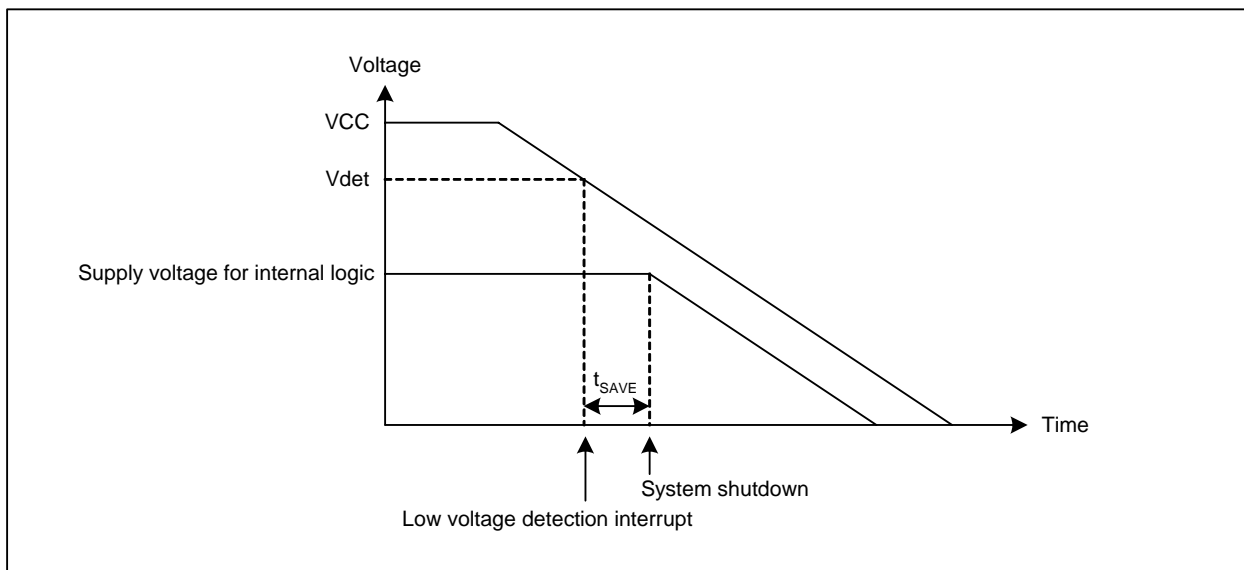 Voltage
VCC
Vdet
Supply voltage for internal logic
tSAVE
Time
System shutdown
Low voltage detection interrupt